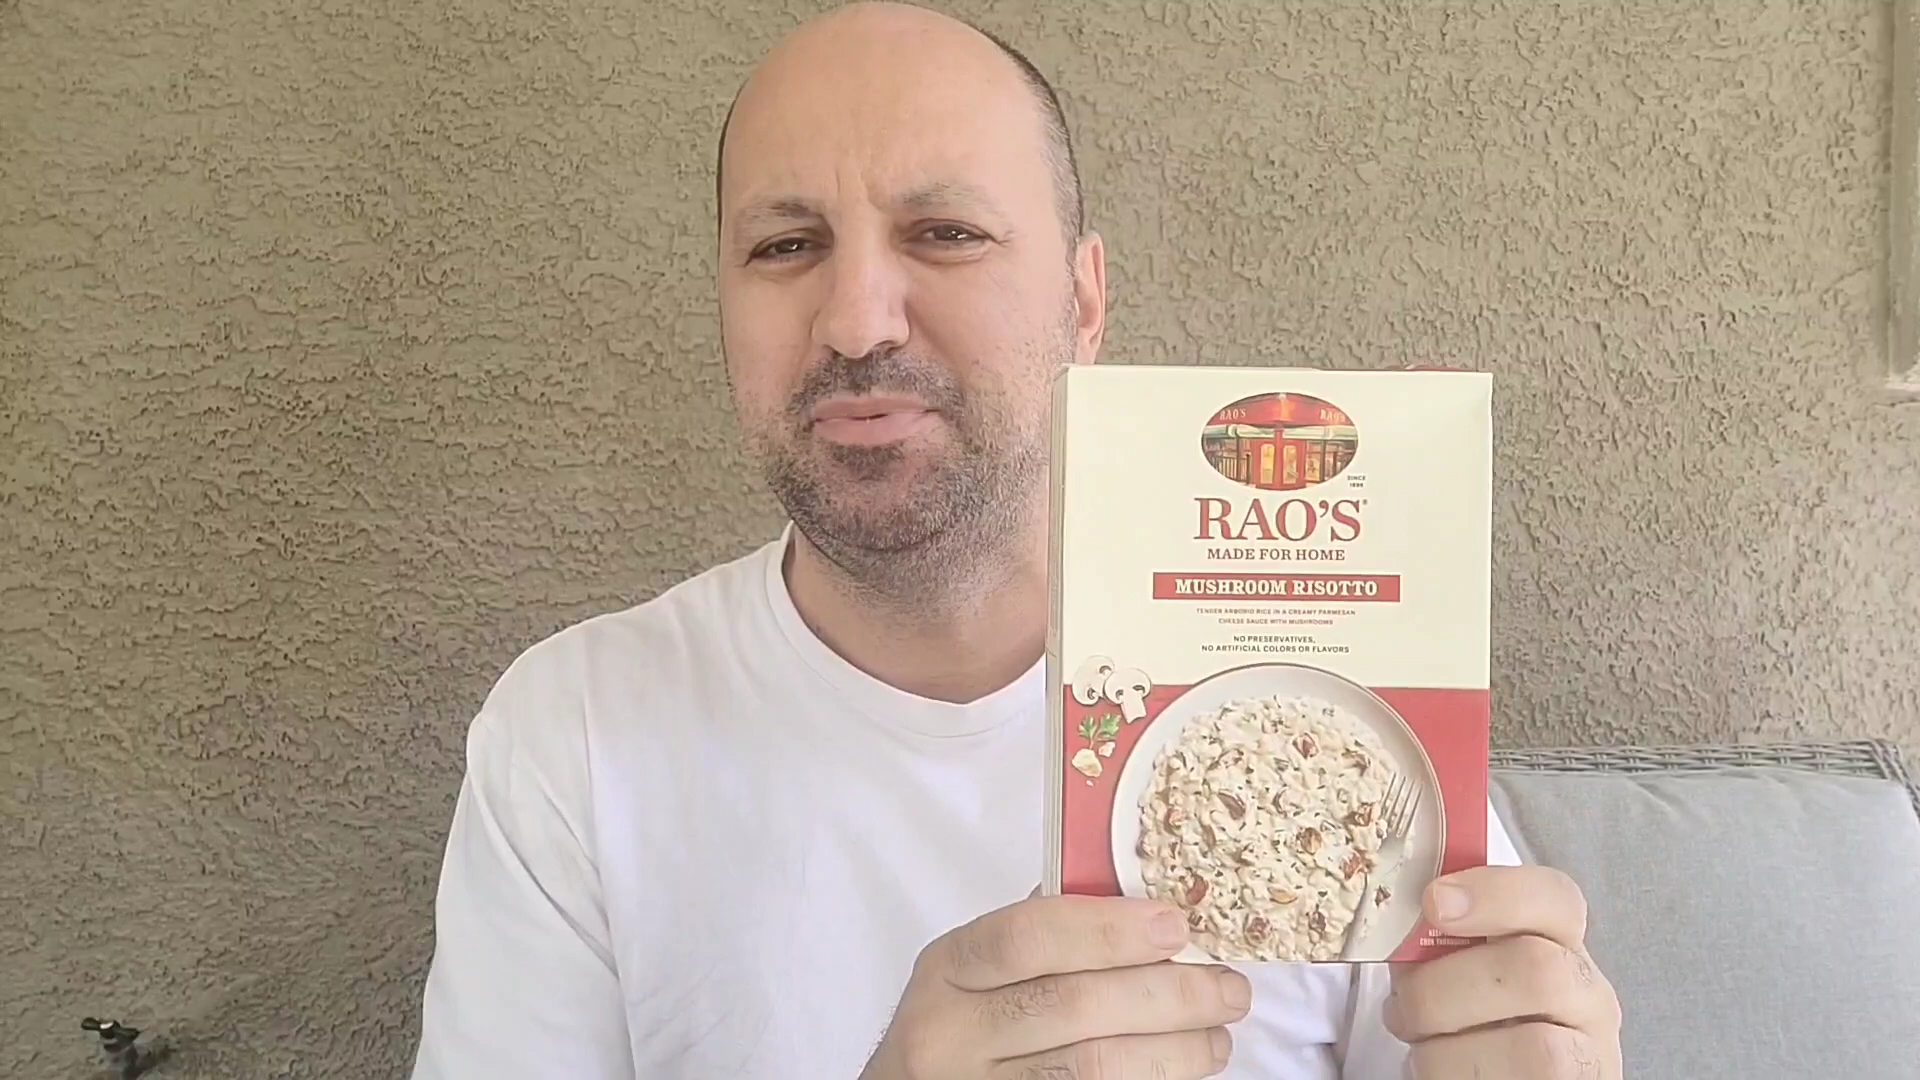 RAO'S RAO'S
SINCE
1896
RAO'S®
MADE FOR HOME
MUSHROOM RISOTTO
TENDER ARBORIO RICE IN A CREAMY PARMESAN
CHEESE SAUCE WITH MUSHROOMS
NO PRESERVATIVES,
NO ARTIFICIAL COLORS OR FLAVORS